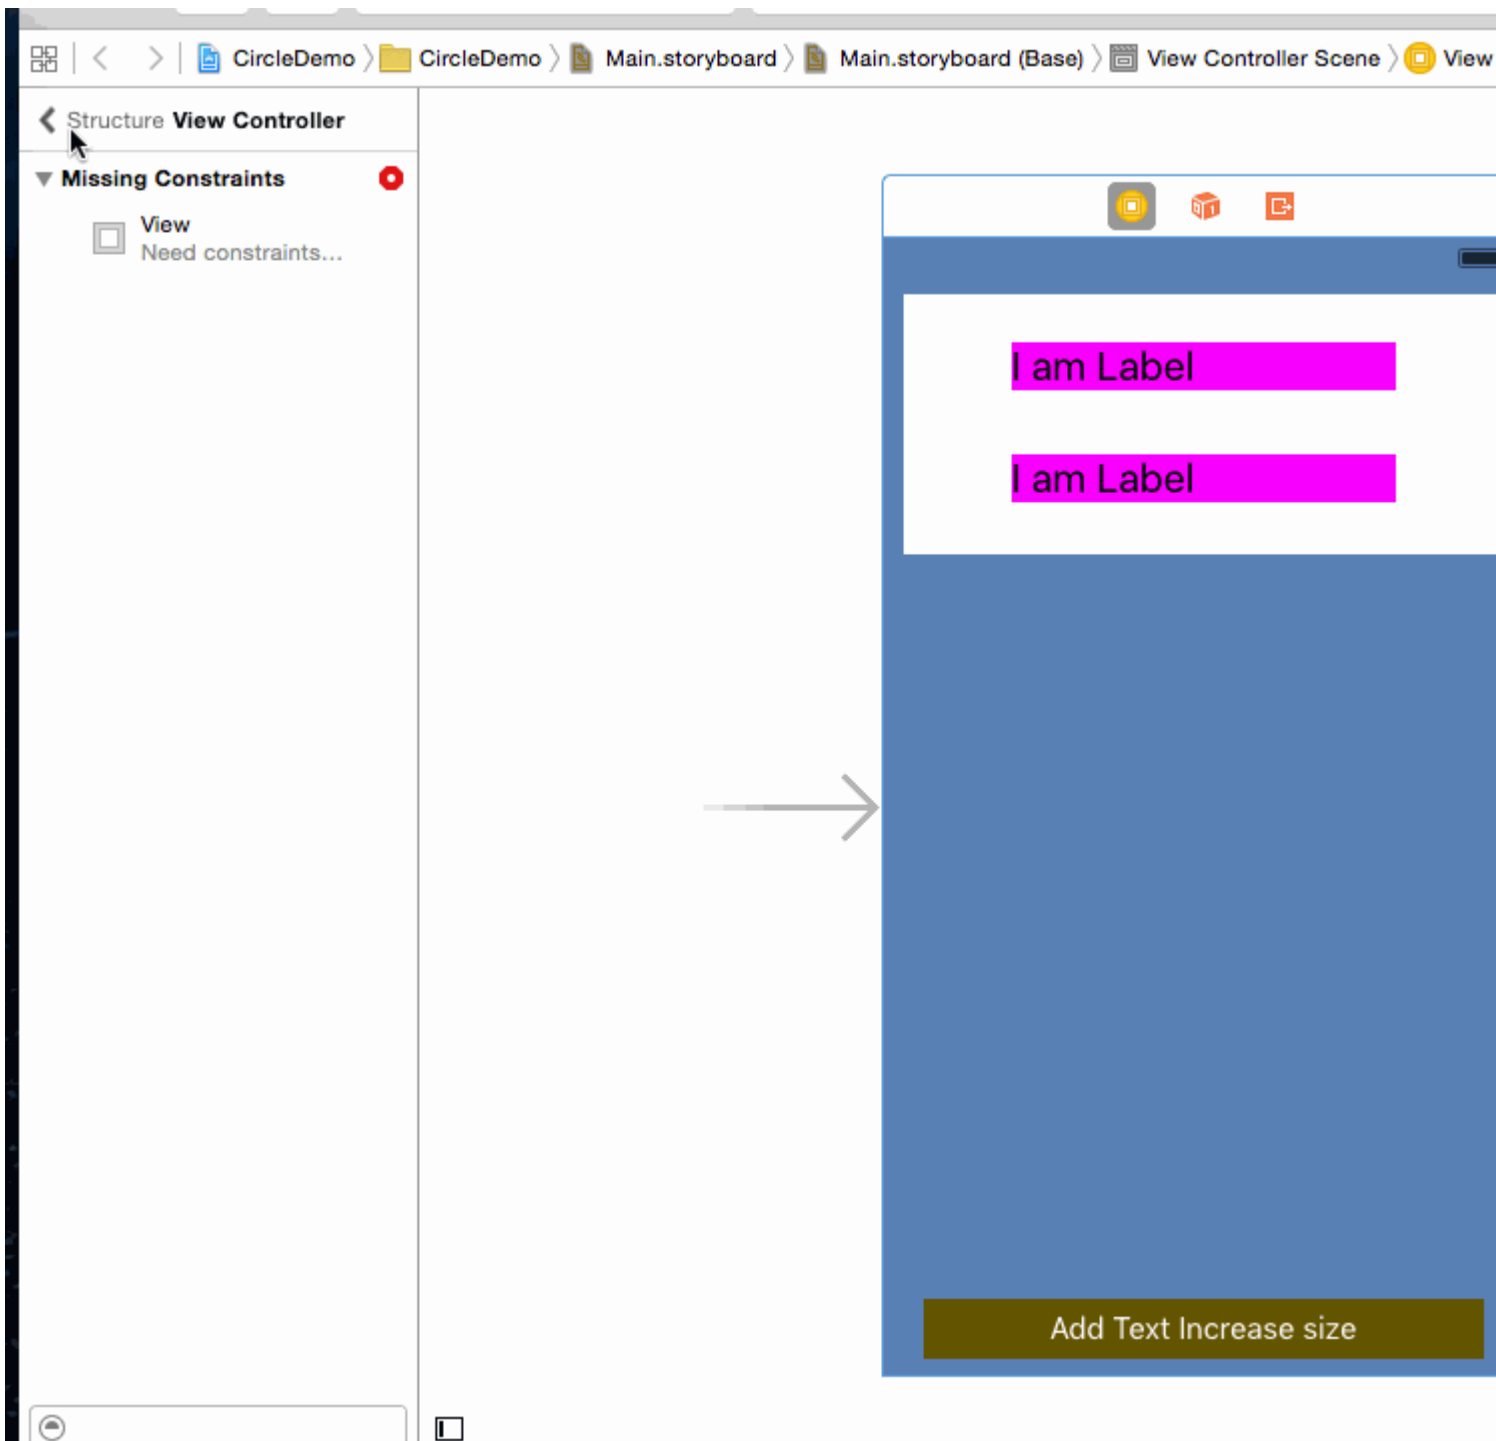 CircleDemo CircleDemo Main.storyboard Main.storyboard (Base) View Controller Scene View
Structure View Controller
Missing Constraints
View
Need constraints...
I am Label
I am Label
Add Text Increase size